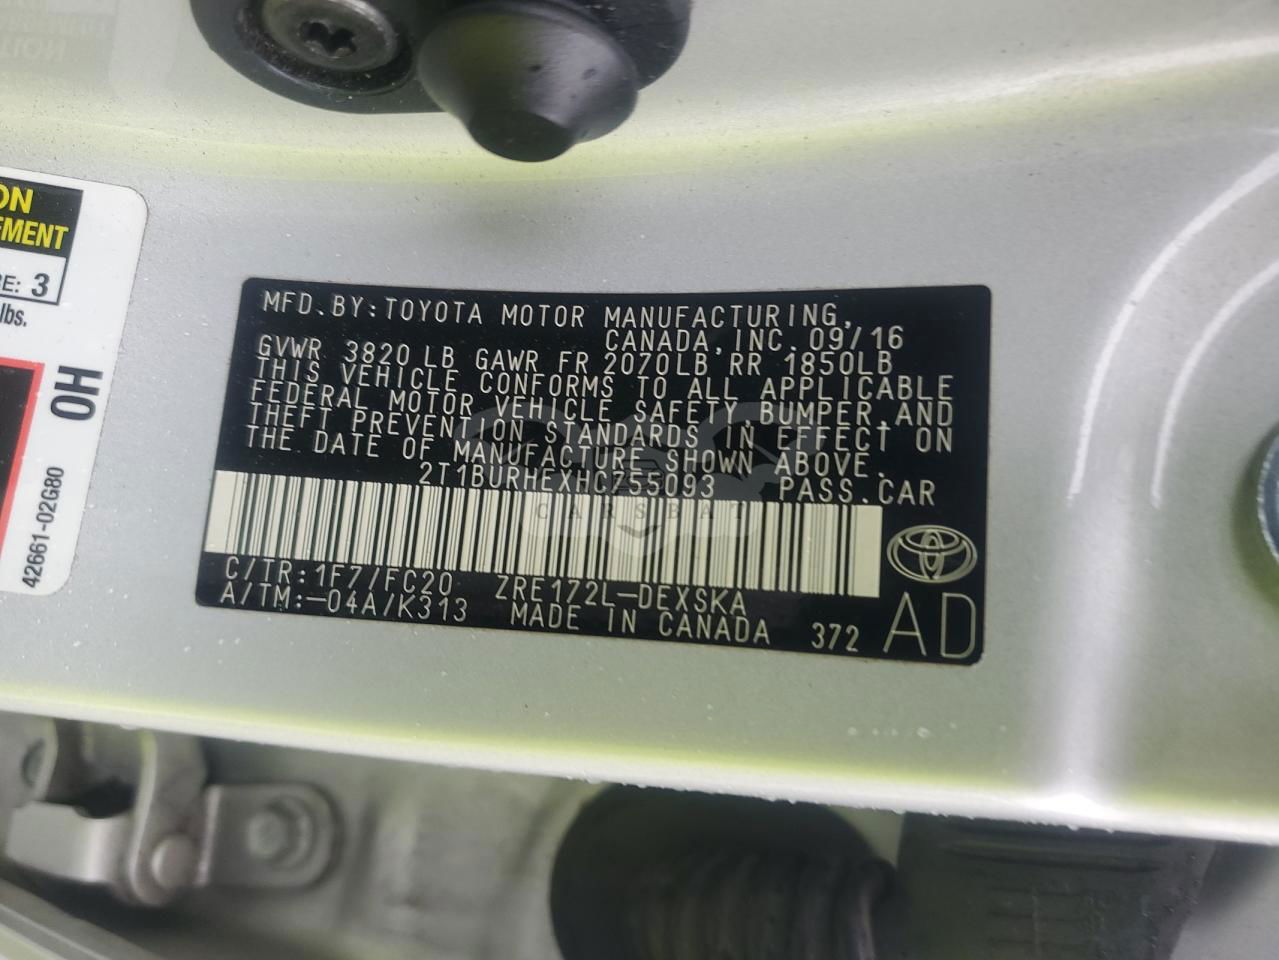 ON
EMENT
RE: 3
lbs.
HO
42661-02G80
MFD. BY: TOYOTA MOTOR MANUFACTURING,
CANADA, INC. 09/16
GVWR 3820 LB GAWR FR 2070LB RR 1850LB
THIS VEHICLE CONFORMS TO ALL APPLICABLE
FEDERAL MOTOR VEHICLE SAFETY, BUMPER, AND
THEFT PREVENTION STANDARDS IN EFFECT ON
THE DATE OF MANUFACTURE SHOWN ABOVE.
2T1BURHEXHC755093 PASS. CAR
CARSBAT
C/TR: 1F7/FC20 ZRE172L-DEXSKA
A/TM: -04A/K313 MADE IN CANADA 372 AD